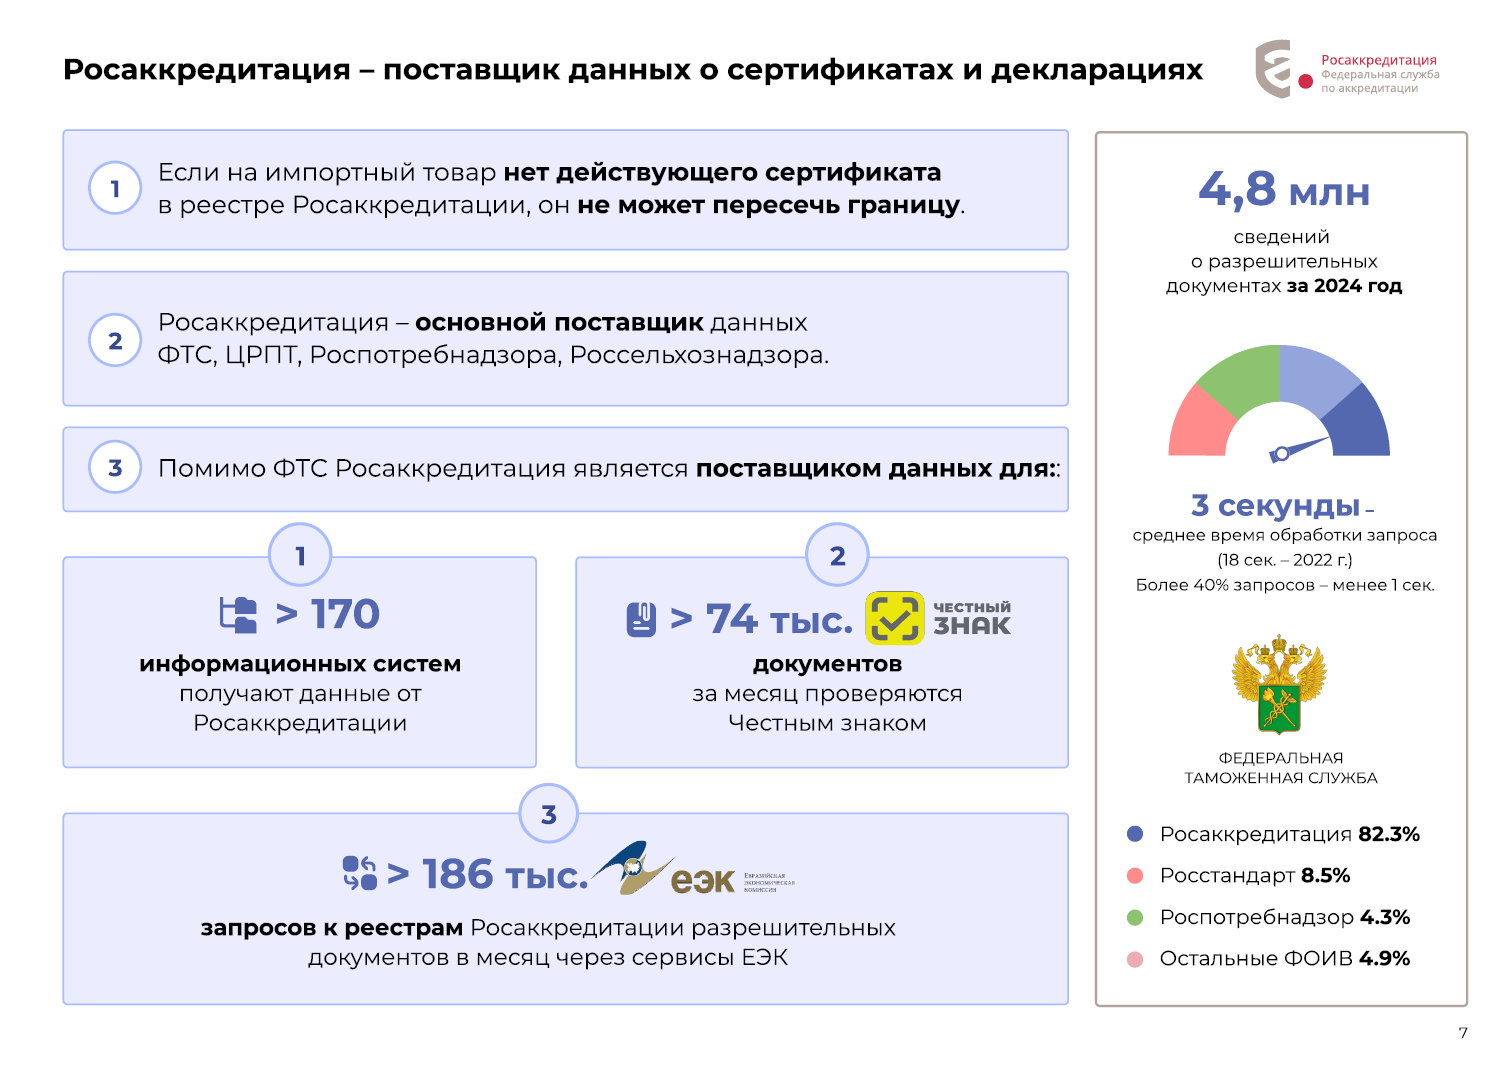 Росаккредитация – поставщик данных о сертификатах и декларациях
Росаккредитация
Федеральная служба
по аккредитации
1
Если на импортный товар нет действующего сертификата
в реестре Росаккредитации, он не может пересечь границу.
2
Росаккредитация – основной поставщик данных
ФТС, ЦРПТ, Роспотребнадзора, Россельхознадзора.
3
Помимо ФТС Росаккредитация является поставщиком данных для::
1
> 170
информационных систем
получают данные от
Росаккредитации
2
> 74 тыс.
ЧЕСТНЫЙ
ЗНАК
документов
за месяц проверяются
Честным знаком
3
> 186 тыс.
еэк
Евразийская
экономическая
комиссия
запросов к реестрам Росаккредитации разрешительных
документов в месяц через сервисы ЕЭК
4,8 млн
сведений
о разрешительных
документах за 2024 год
3 секунды –
среднее время обработки запроса
(18 сек. – 2022 г.)
Более 40% запросов – менее 1 сек.
ФЕДЕРАЛЬНАЯ
ТАМОЖЕННАЯ СЛУЖБА
Росаккредитация 82.3%
Росстандарт 8.5%
Роспотребнадзор 4.3%
Остальные ФОИВ 4.9%
7